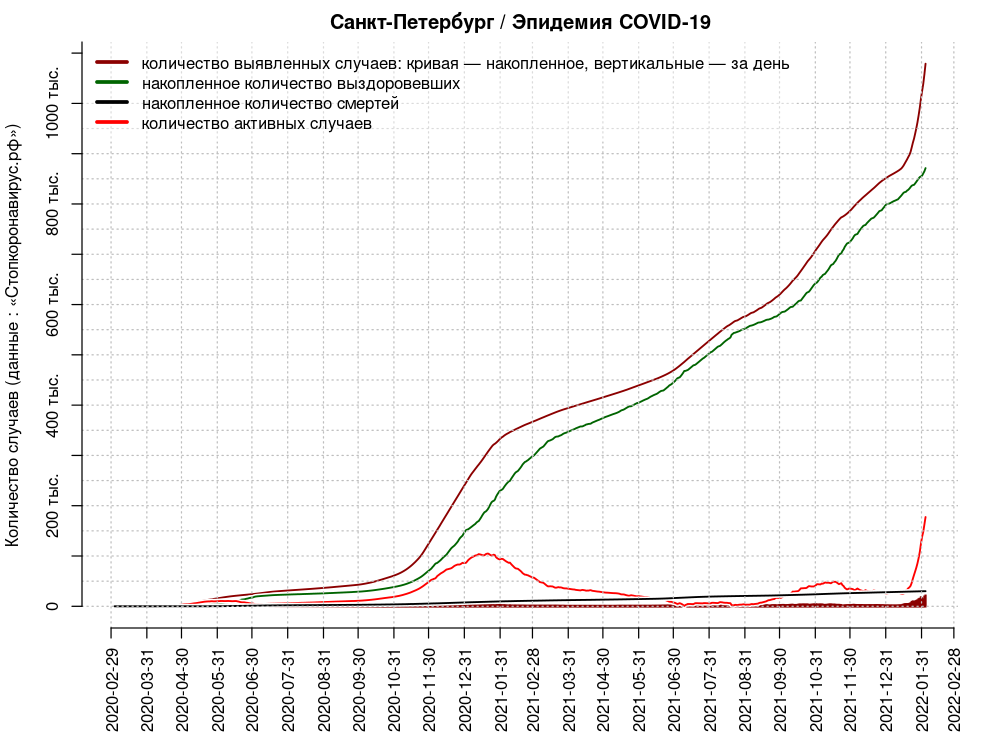 Санкт-Петербург / Эпидемия COVID-19
количество выявленных случаев: кривая — накопленное, вертикальные — за день
накопленное количество выздоровевших
накопленное количество смертей
количество активных случаев
Количество случаев (данные : «Стопкоронавирус.рф»)
1000 тыс.
800 тыс.
600 тыс.
400 тыс.
200 тыс.
0
2020-02-29
2020-03-31
2020-04-30
2020-05-31
2020-06-30
2020-07-31
2020-08-31
2020-09-30
2020-10-31
2020-11-30
2020-12-31
2021-01-31
2021-02-28
2021-03-31
2021-04-30
2021-05-31
2021-06-30
2021-07-31
2021-08-31
2021-09-30
2021-10-31
2021-11-30
2021-12-31
2022-01-31
2022-02-28